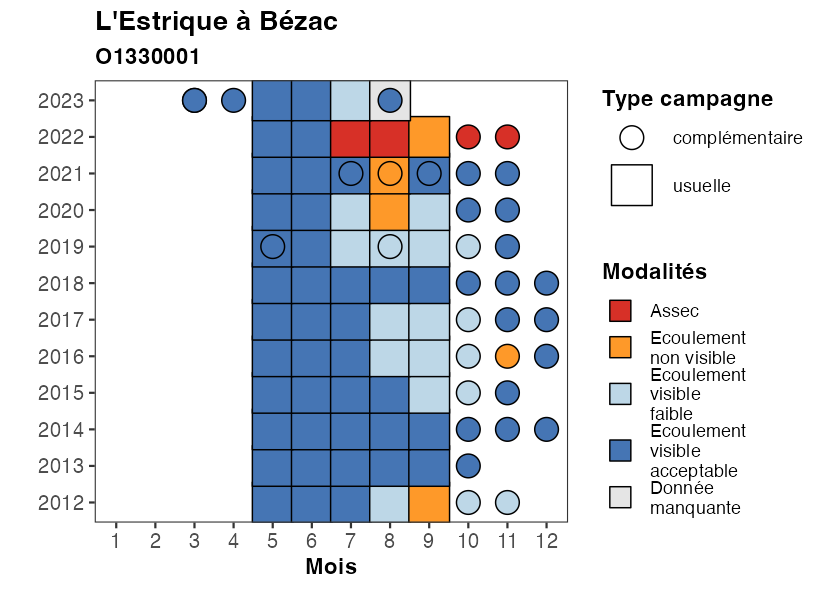 L'Estrique à Bézac
O1330001
2023
2022
2021
2020
2019
2018
2017
2016
2015
2014
2013
2012
1 2 3 4 5 6 7 8 9 10 11 12
Mois
Type campagne
complémentaire
usuelle
Modalités
Assec
Ecoulement
non visible
Ecoulement
visible
faible
Ecoulement
visible
acceptable
Donnée
manquante